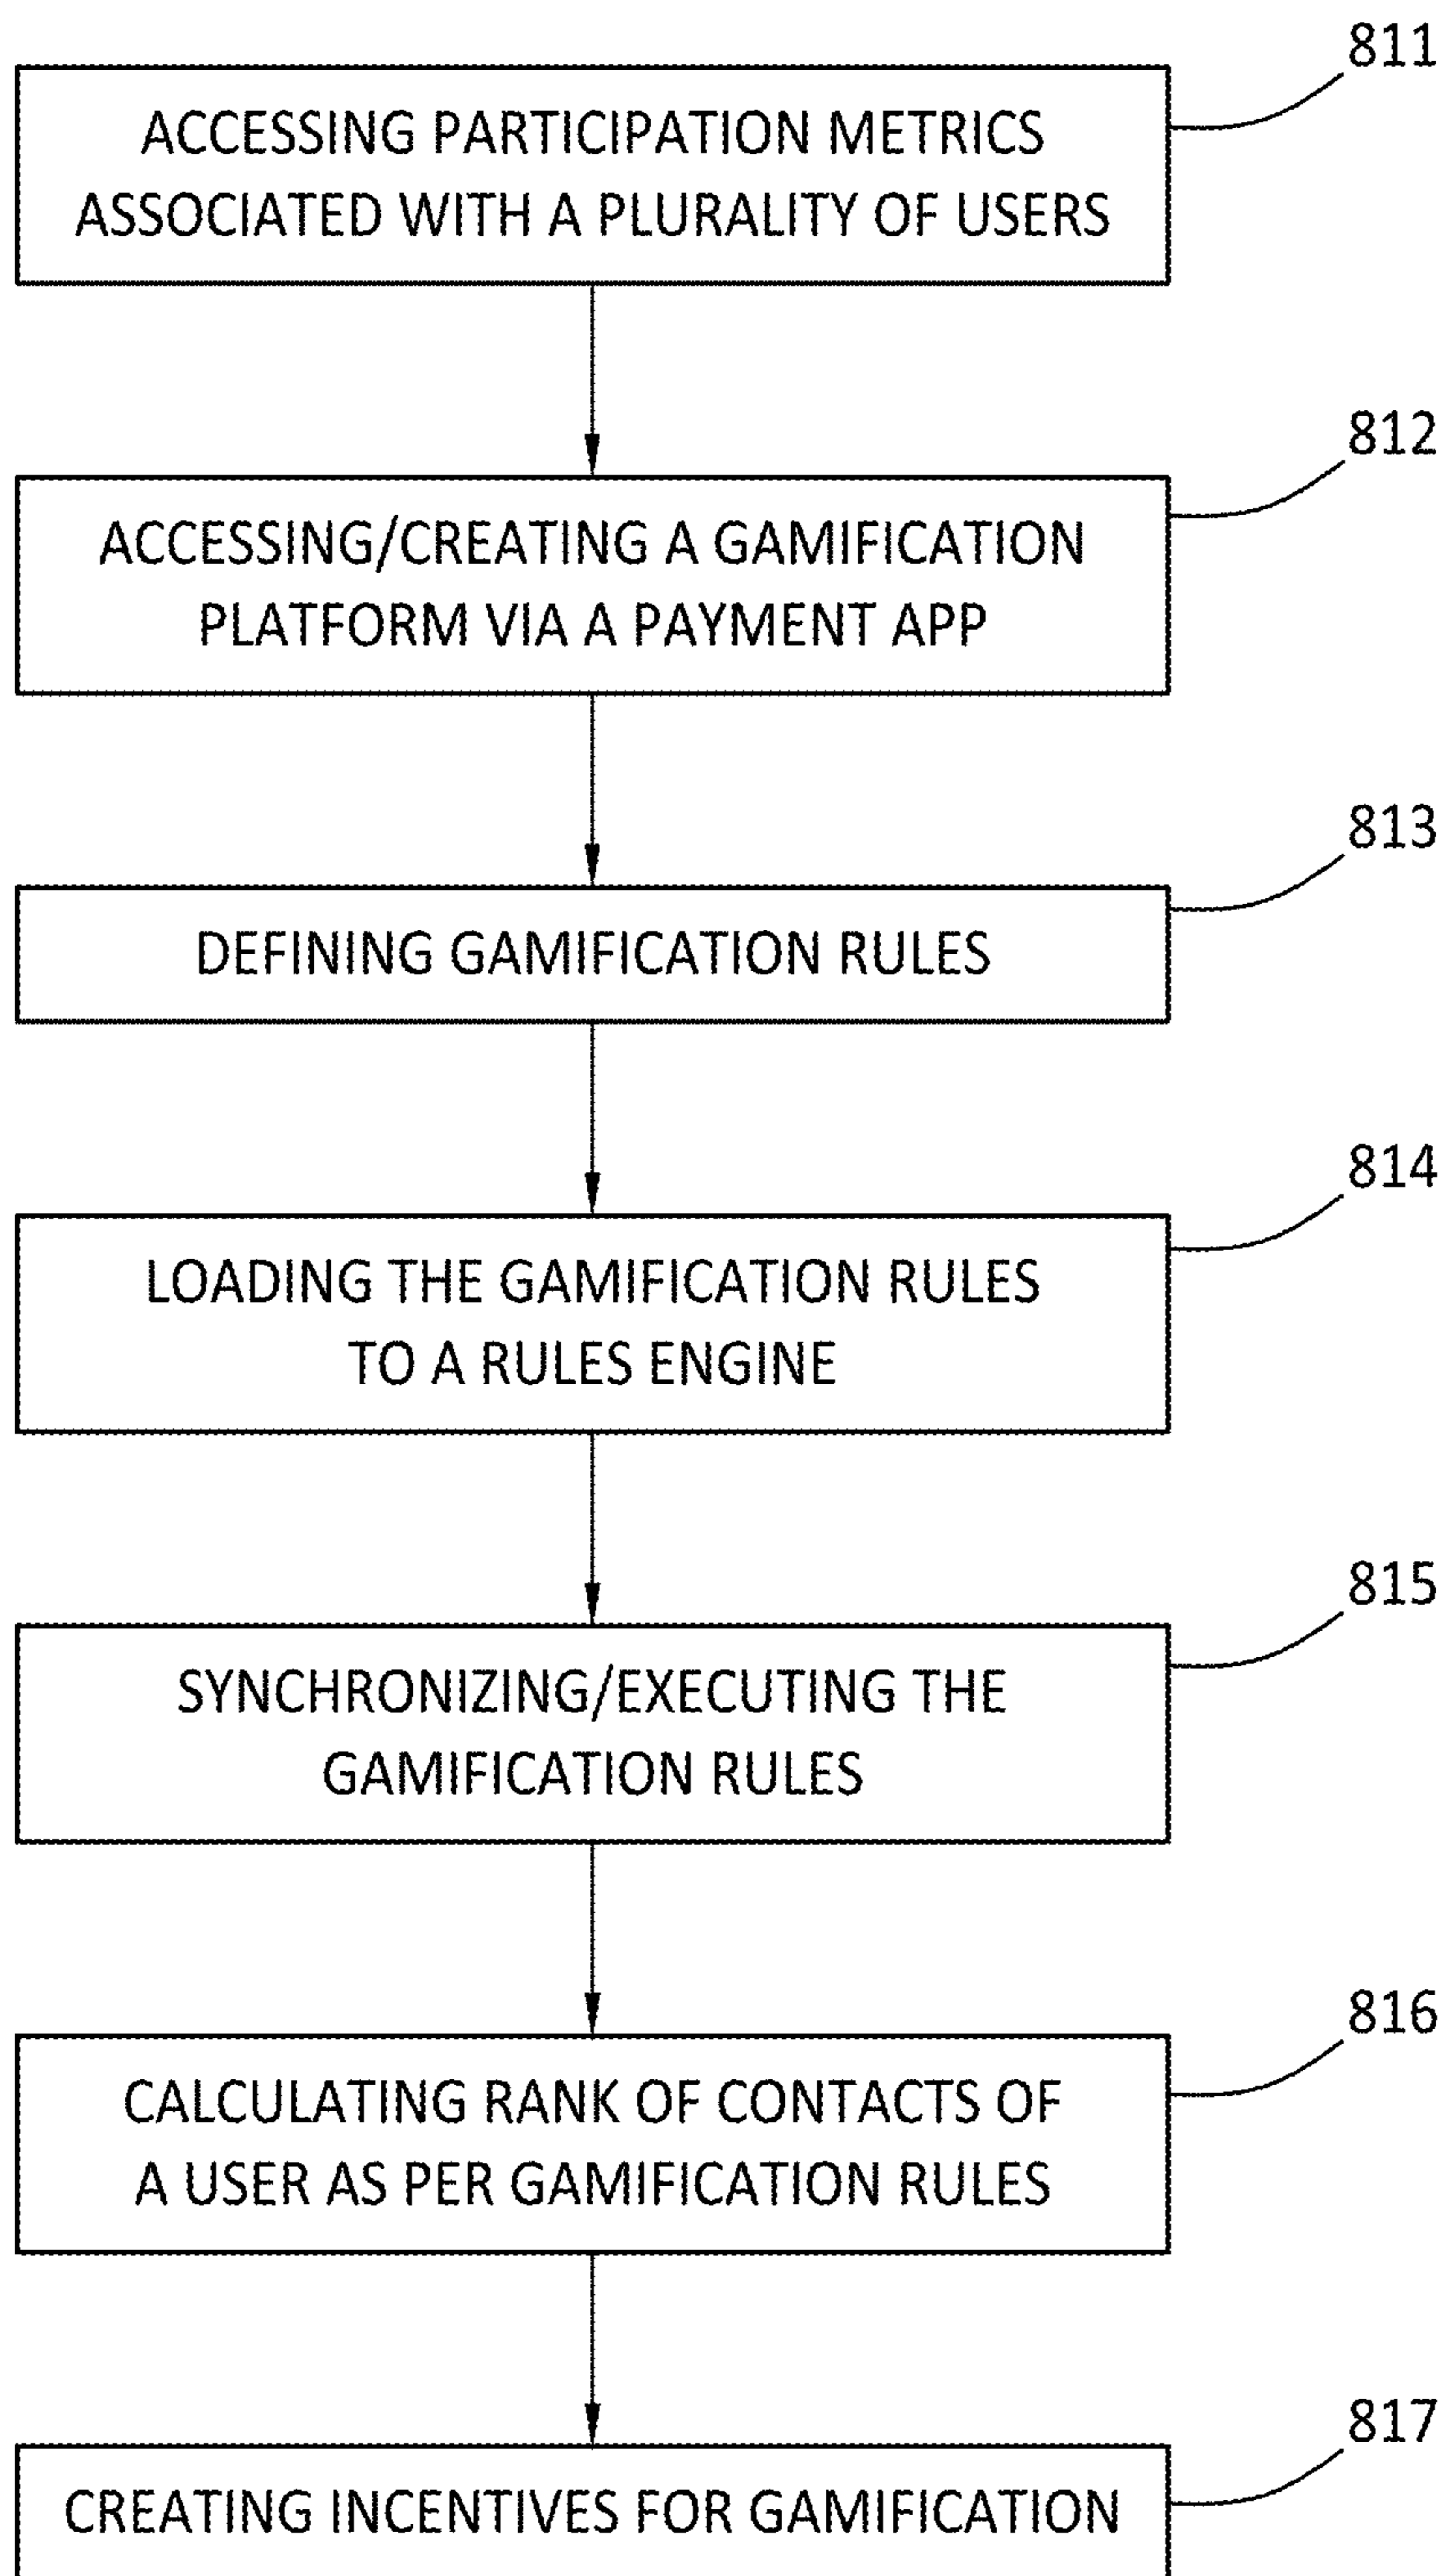 811
ACCESSING PARTICIPATION METRICS
ASSOCIATED WITH A PLURALITY OF USERS
812
ACCESSING/CREATING A GAMIFICATION
PLATFORM VIA A PAYMENT APP
813
DEFINING GAMIFICATION RULES
814
LOADING THE GAMIFICATION RULES
TO A RULES ENGINE
815
SYNCHRONIZING/EXECUTING THE
GAMIFICATION RULES
816
CALCULATING RANK OF CONTACTS OF
A USER AS PER GAMIFICATION RULES
817
CREATING INCENTIVES FOR GAMIFICATION